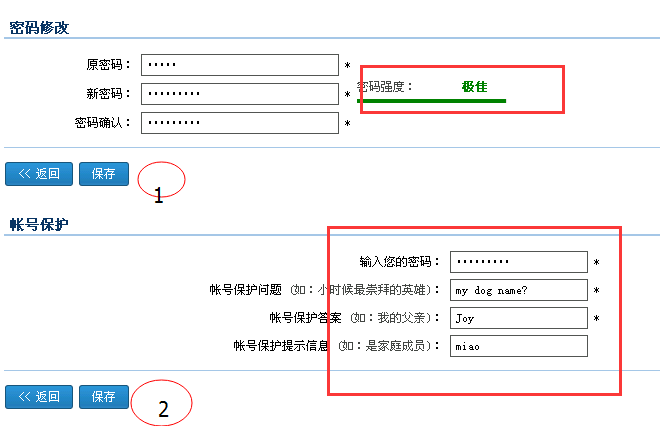 密码修改
原密码： ••••• *
密码强度： 极佳
新密码： ••••••••• *
密码确认： ••••••••• *
<< 返回 保存 1
帐号保护
输入您的密码： ••••••••• *
帐号保护问题（如：小时候最崇拜的英雄）： my dog name? *
帐号保护答案（如：我的父亲）： Joy *
帐号保护提示信息（如：是家庭成员）： miao
<< 返回 保存 2